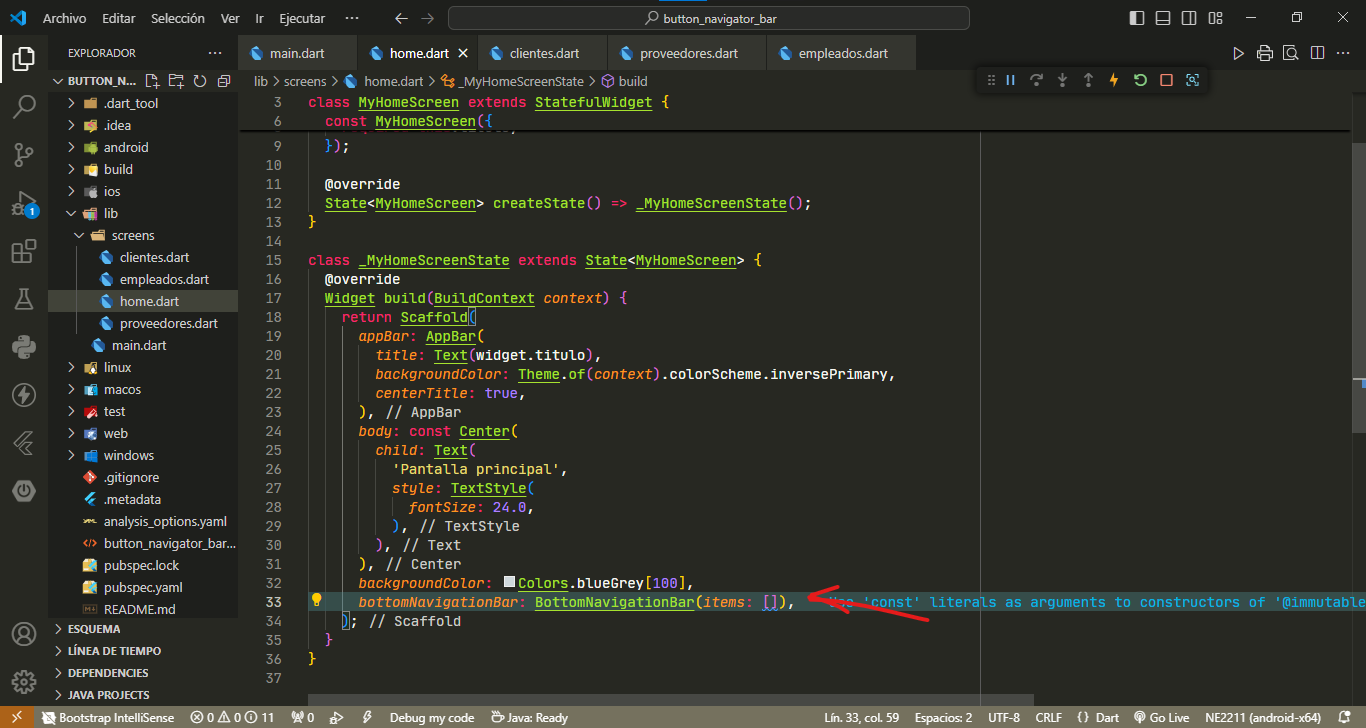 Archivo Editar Selección Ver Ir Ejecutar ··· button_navigator_bar
EXPLORADOR ···
main.dart home.dart clientes.dart proveedores.dart empleados.dart
BUTTON_N...
lib > screens > home.dart > _MyHomeScreenState > build
.dart_tool
.idea
android
build
ios
lib
screens
clientes.dart
empleados.dart
home.dart
proveedores.dart
main.dart
linux
macos
test
web
windows
.gitignore
.metadata
analysis_options.yaml
button_navigator_bar...
pubspec.lock
pubspec.yaml
README.md
ESQUEMA
LÍNEA DE TIEMPO
DEPENDENCIES
JAVA PROJECTS
1
3 class MyHomeScreen extends StatefulWidget {
6 const MyHomeScreen({
9 });
10
11 @override
12 State<MyHomeScreen> createState() => _MyHomeScreenState();
13 }
14
15 class _MyHomeScreenState extends State<MyHomeScreen> {
16 @override
17 Widget build(BuildContext context) {
18 return Scaffold(
19 appBar: AppBar(
20 title: Text(widget.titulo),
21 backgroundColor: Theme.of(context).colorScheme.inversePrimary,
22 centerTitle: true,
23 ), // AppBar
24 body: const Center(
25 child: Text(
26 'Pantalla principal',
27 style: TextStyle(
28 fontSize: 24.0,
29 ), // TextStyle
30 ), // Text
31 ), // Center
32 backgroundColor: Colors.blueGrey[100],
33 bottomNavigationBar: BottomNavigationBar(items: []), 'const' literals as arguments to constructors of '@immutable
34 ); // Scaffold
35 }
36 }
37
Bootstrap IntelliSense 0 0 11 0 Debug my code Java: Ready Lín. 33, col. 59 Espacios: 2 UTF-8 CRLF {} Dart Go Live NE2211 (android-x64)